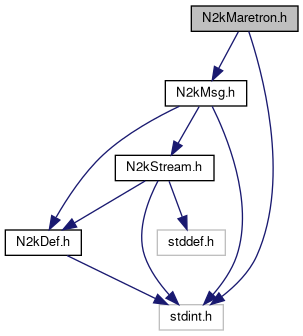 N2kMaretron.h
N2kMsg.h
N2kStream.h
N2kDef.h
stddef.h
stdint.h